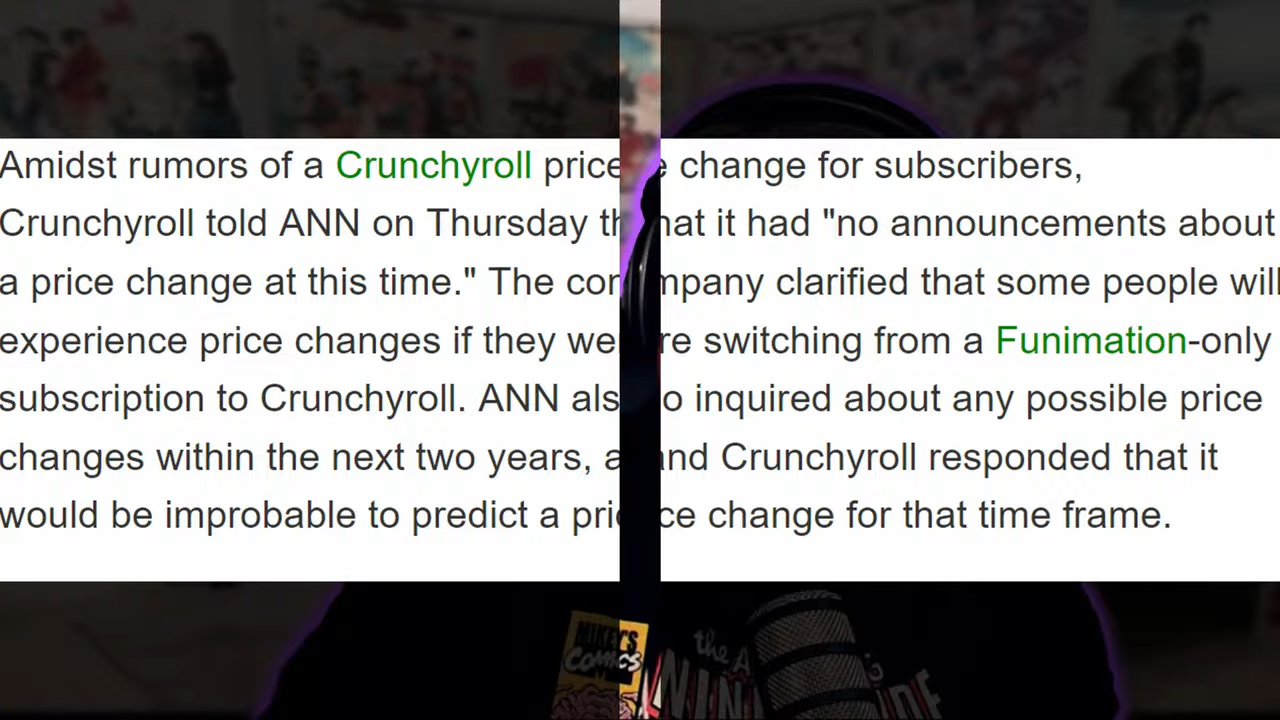 Amidst rumors of a Crunchyroll price change for subscribers,
Crunchyroll told ANN on Thursday that it had "no announcements about
a price change at this time." The company clarified that some people will
experience price changes if they were switching from a Funimation-only
subscription to Crunchyroll. ANN also inquired about any possible price
changes within the next two years, and Crunchyroll responded that it
would be improbable to predict a price change for that time frame.
MIKEY'S
COMICS
the